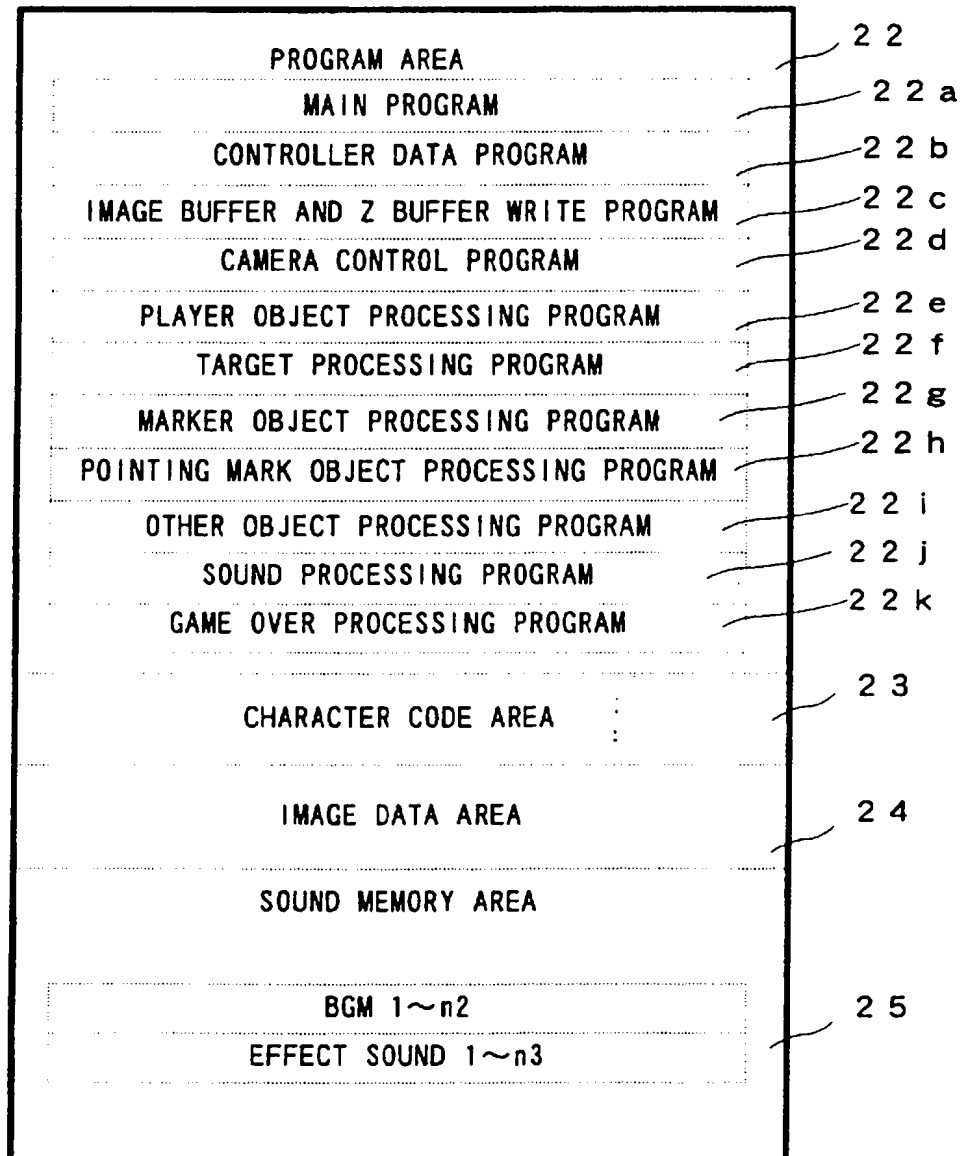 PROGRAM AREA 22
MAIN PROGRAM 22a
CONTROLLER DATA PROGRAM 22b
IMAGE BUFFER AND Z BUFFER WRITE PROGRAM 22c
CAMERA CONTROL PROGRAM 22d
PLAYER OBJECT PROCESSING PROGRAM 22e
TARGET PROCESSING PROGRAM 22f
MARKER OBJECT PROCESSING PROGRAM 22g
POINTING MARK OBJECT PROCESSING PROGRAM 22h
OTHER OBJECT PROCESSING PROGRAM 22i
SOUND PROCESSING PROGRAM 22j
GAME OVER PROCESSING PROGRAM 22k
CHARACTER CODE AREA 23
IMAGE DATA AREA 24
SOUND MEMORY AREA
BGM 1～n2 25
EFFECT SOUND 1～n3